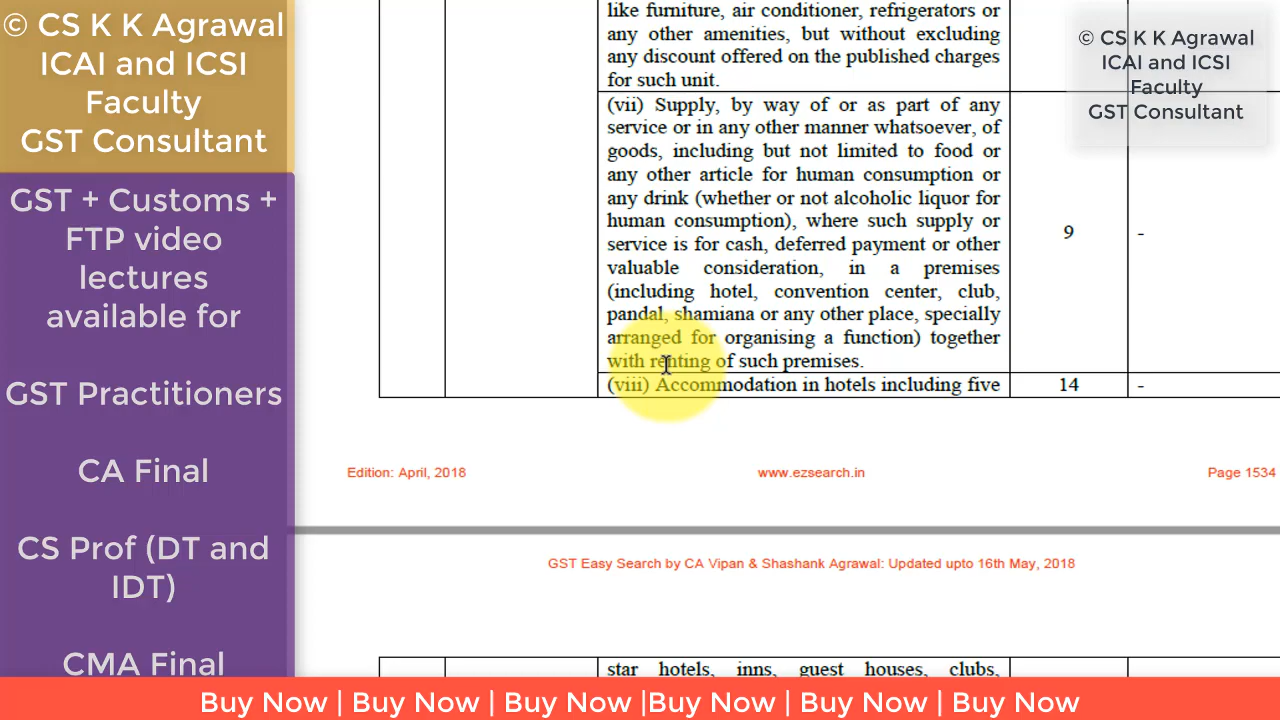 © CS K K Agrawal
ICAI and ICSI
Faculty
GST Consultant
GST + Customs +
FTP video
lectures
available for
GST Practitioners
CA Final
CS Prof (DT and
IDT)
CMA Final
like furniture, air conditioner, refrigerators or
any other amenities, but without excluding
any discount offered on the published charges
for such unit.
(vii) Supply, by way of or as part of any
service or in any other manner whatsoever, of
goods, including but not limited to food or
any other article for human consumption or
any drink (whether or not alcoholic liquor for
human consumption), where such supply or
service is for cash, deferred payment or other
valuable consideration, in a premises
(including hotel, convention center, club,
pandal, shamiana or any other place, specially
arranged for organising a function) together
with renting of such premises.
9
-
(viii) Accommodation in hotels including five
14
-
© CS K K Agrawal
ICAI and ICSI
Faculty
GST Consultant
Edition: April, 2018
www.ezsearch.in
Page 1534
GST Easy Search by CA Vipan & Shashank Agrawal: Updated upto 16th May, 2018
star hotels, inns, guest houses, clubs,
Buy Now | Buy Now | Buy Now |Buy Now | Buy Now | Buy Now